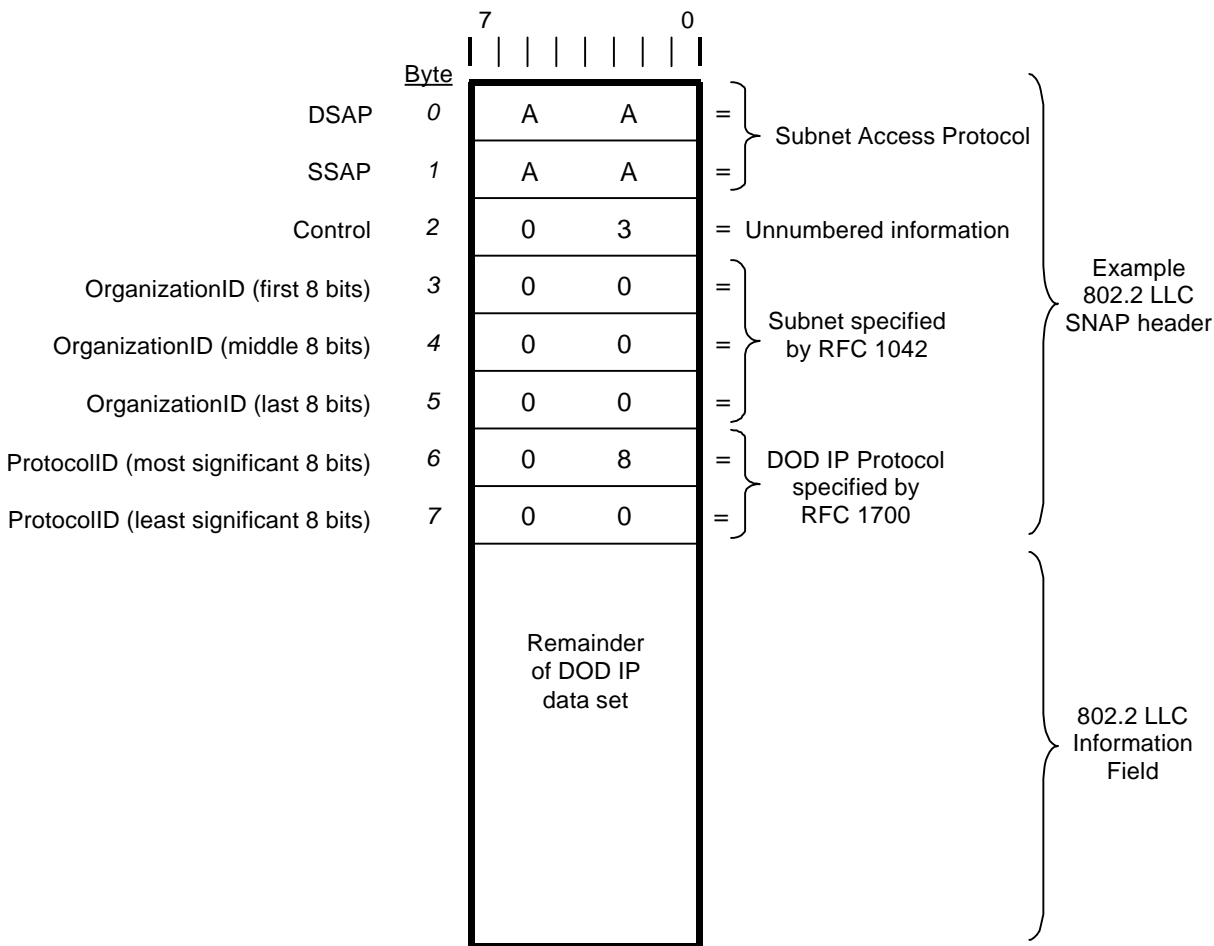 7 0
Byte
DSAP 0 A A =
Subnet Access Protocol
SSAP 1 A A =
Control 2 0 3 = Unnumbered information
OrganizationID (first 8 bits) 3 0 0 =
OrganizationID (middle 8 bits) 4 0 0 =
OrganizationID (last 8 bits) 5 0 0 =
Subnet specified
by RFC 1042
ProtocolID (most significant 8 bits) 6 0 8 =
ProtocolID (least significant 8 bits) 7 0 0 =
DOD IP Protocol
specified by
RFC 1700
Example
802.2 LLC
SNAP header
Remainder
of DOD IP
data set
802.2 LLC
Information
Field